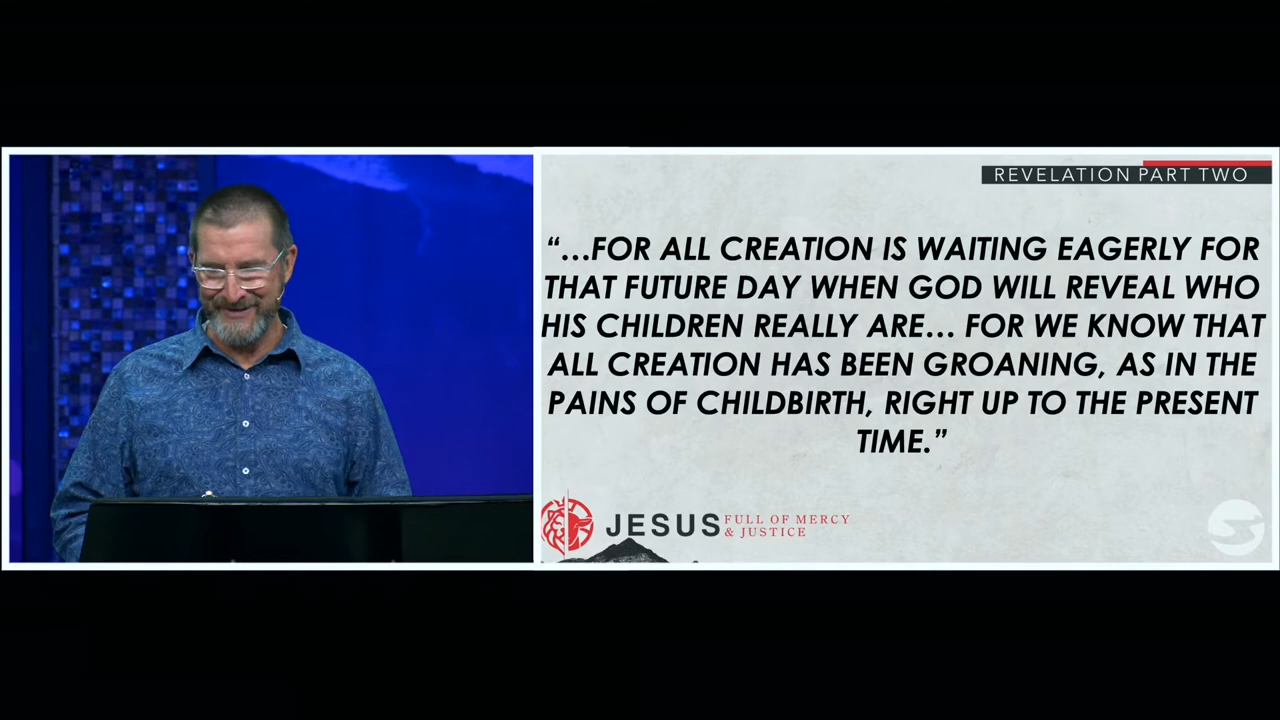 REVELATION PART TWO
“…FOR ALL CREATION IS WAITING EAGERLY FOR
THAT FUTURE DAY WHEN GOD WILL REVEAL WHO
HIS CHILDREN REALLY ARE… FOR WE KNOW THAT
ALL CREATION HAS BEEN GROANING, AS IN THE
PAINS OF CHILDBIRTH, RIGHT UP TO THE PRESENT
TIME.”
JESUS FULL OF MERCY
& JUSTICE